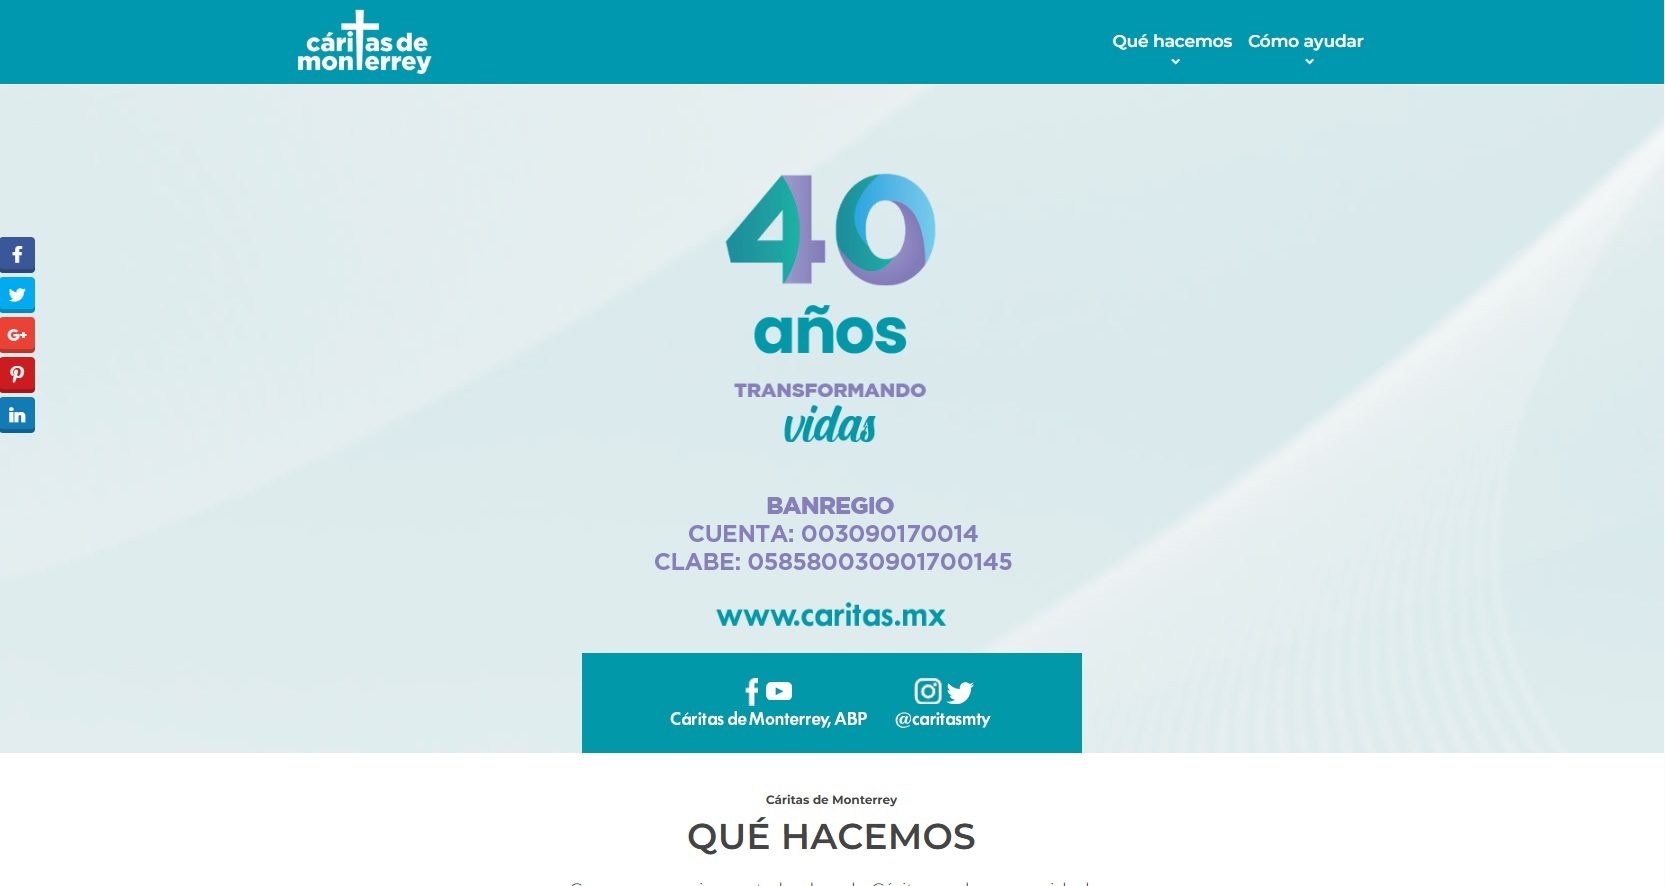 cáritas de
monterrey
Qué hacemos
Cómo ayudar
40
años
TRANSFORMANDO
vidas
BANREGIO
CUENTA: 003090170014
CLABE: 058580030901700145
www.caritas.mx
Cáritas de Monterrey, ABP
@caritasmty
Cáritas de Monterrey
QUÉ HACEMOS